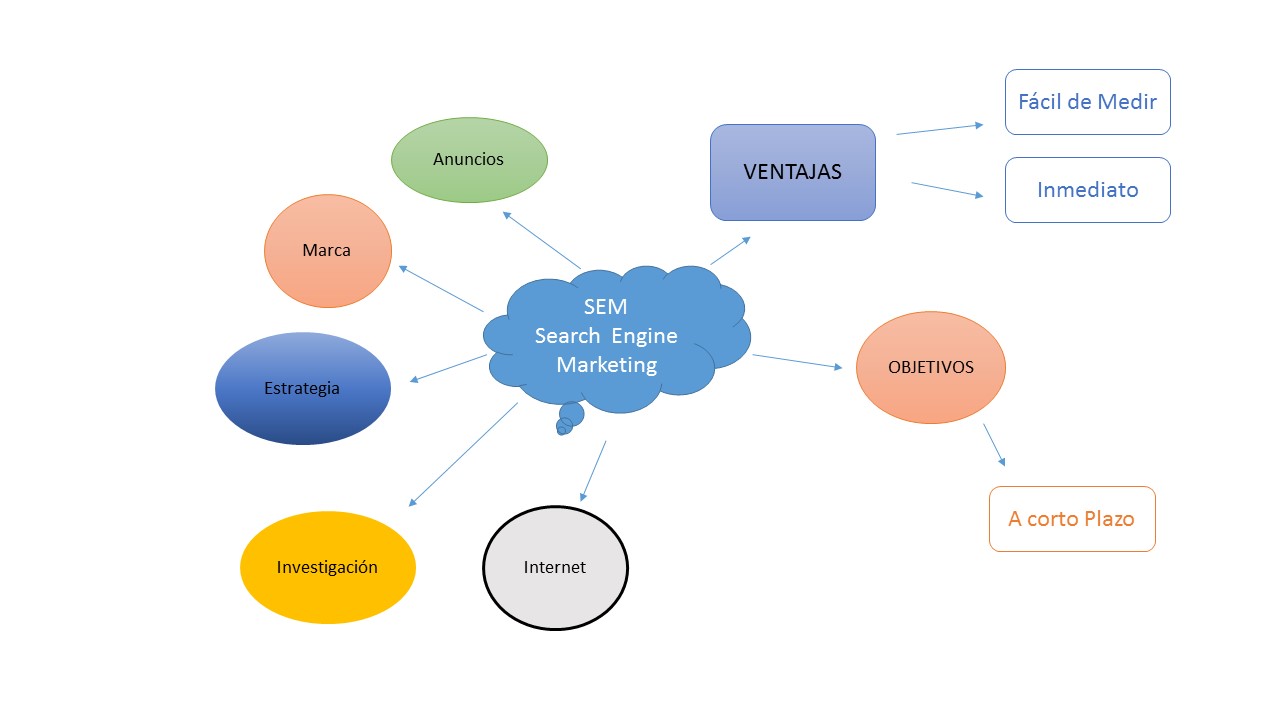 Fácil de Medir
Anuncios
VENTAJAS
Inmediato
Marca
SEM
Search Engine
Marketing
OBJETIVOS
Estrategia
A corto Plazo
Investigación
Internet